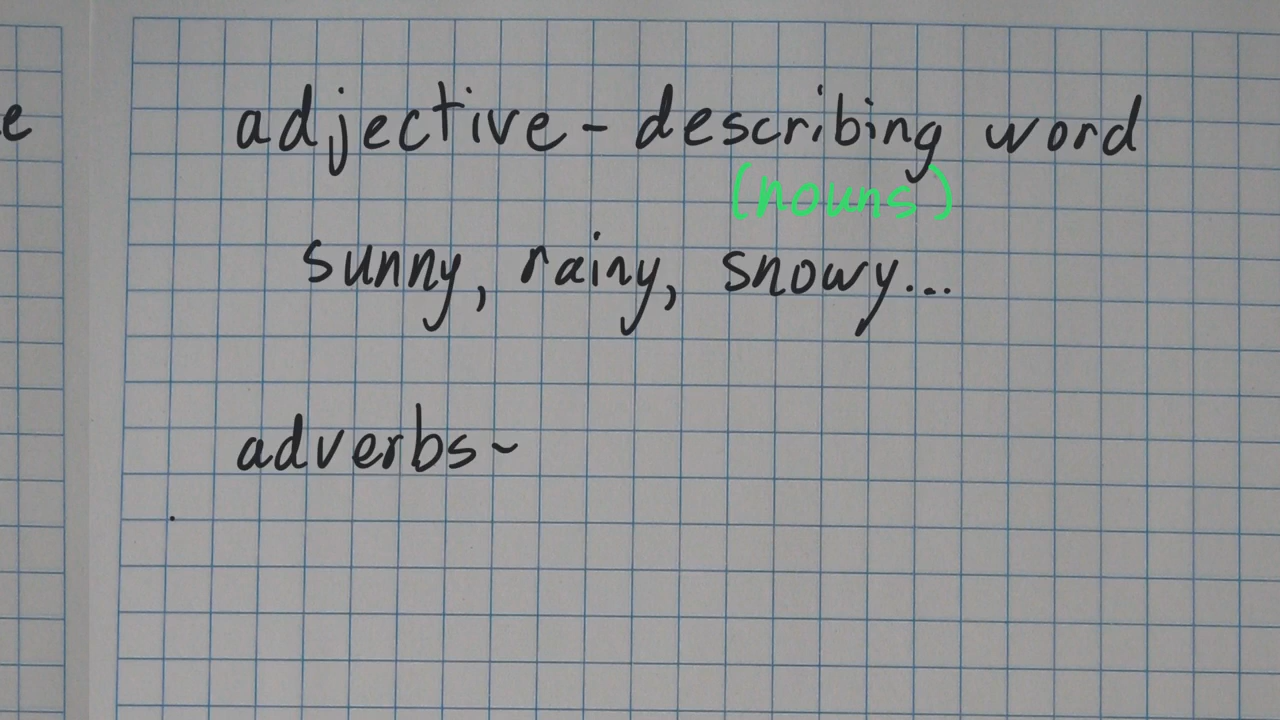 e
adjective - describing word
(nouns)
sunny, rainy, snowy...
adverbs ~